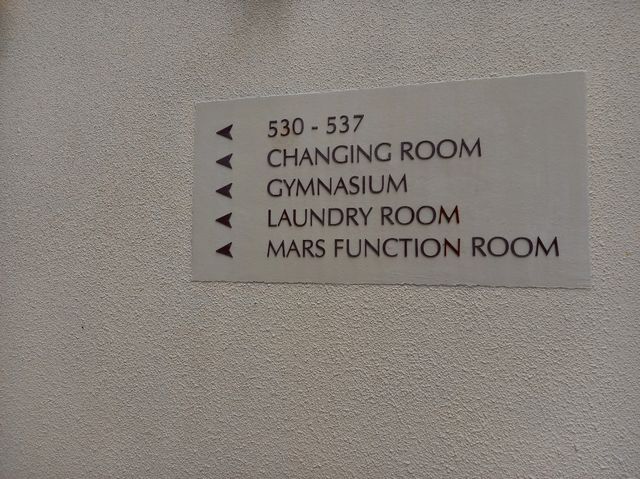 530 - 537
CHANGING ROOM
GYMNASIUM
LAUNDRY ROOM
MARS FUNCTION ROOM